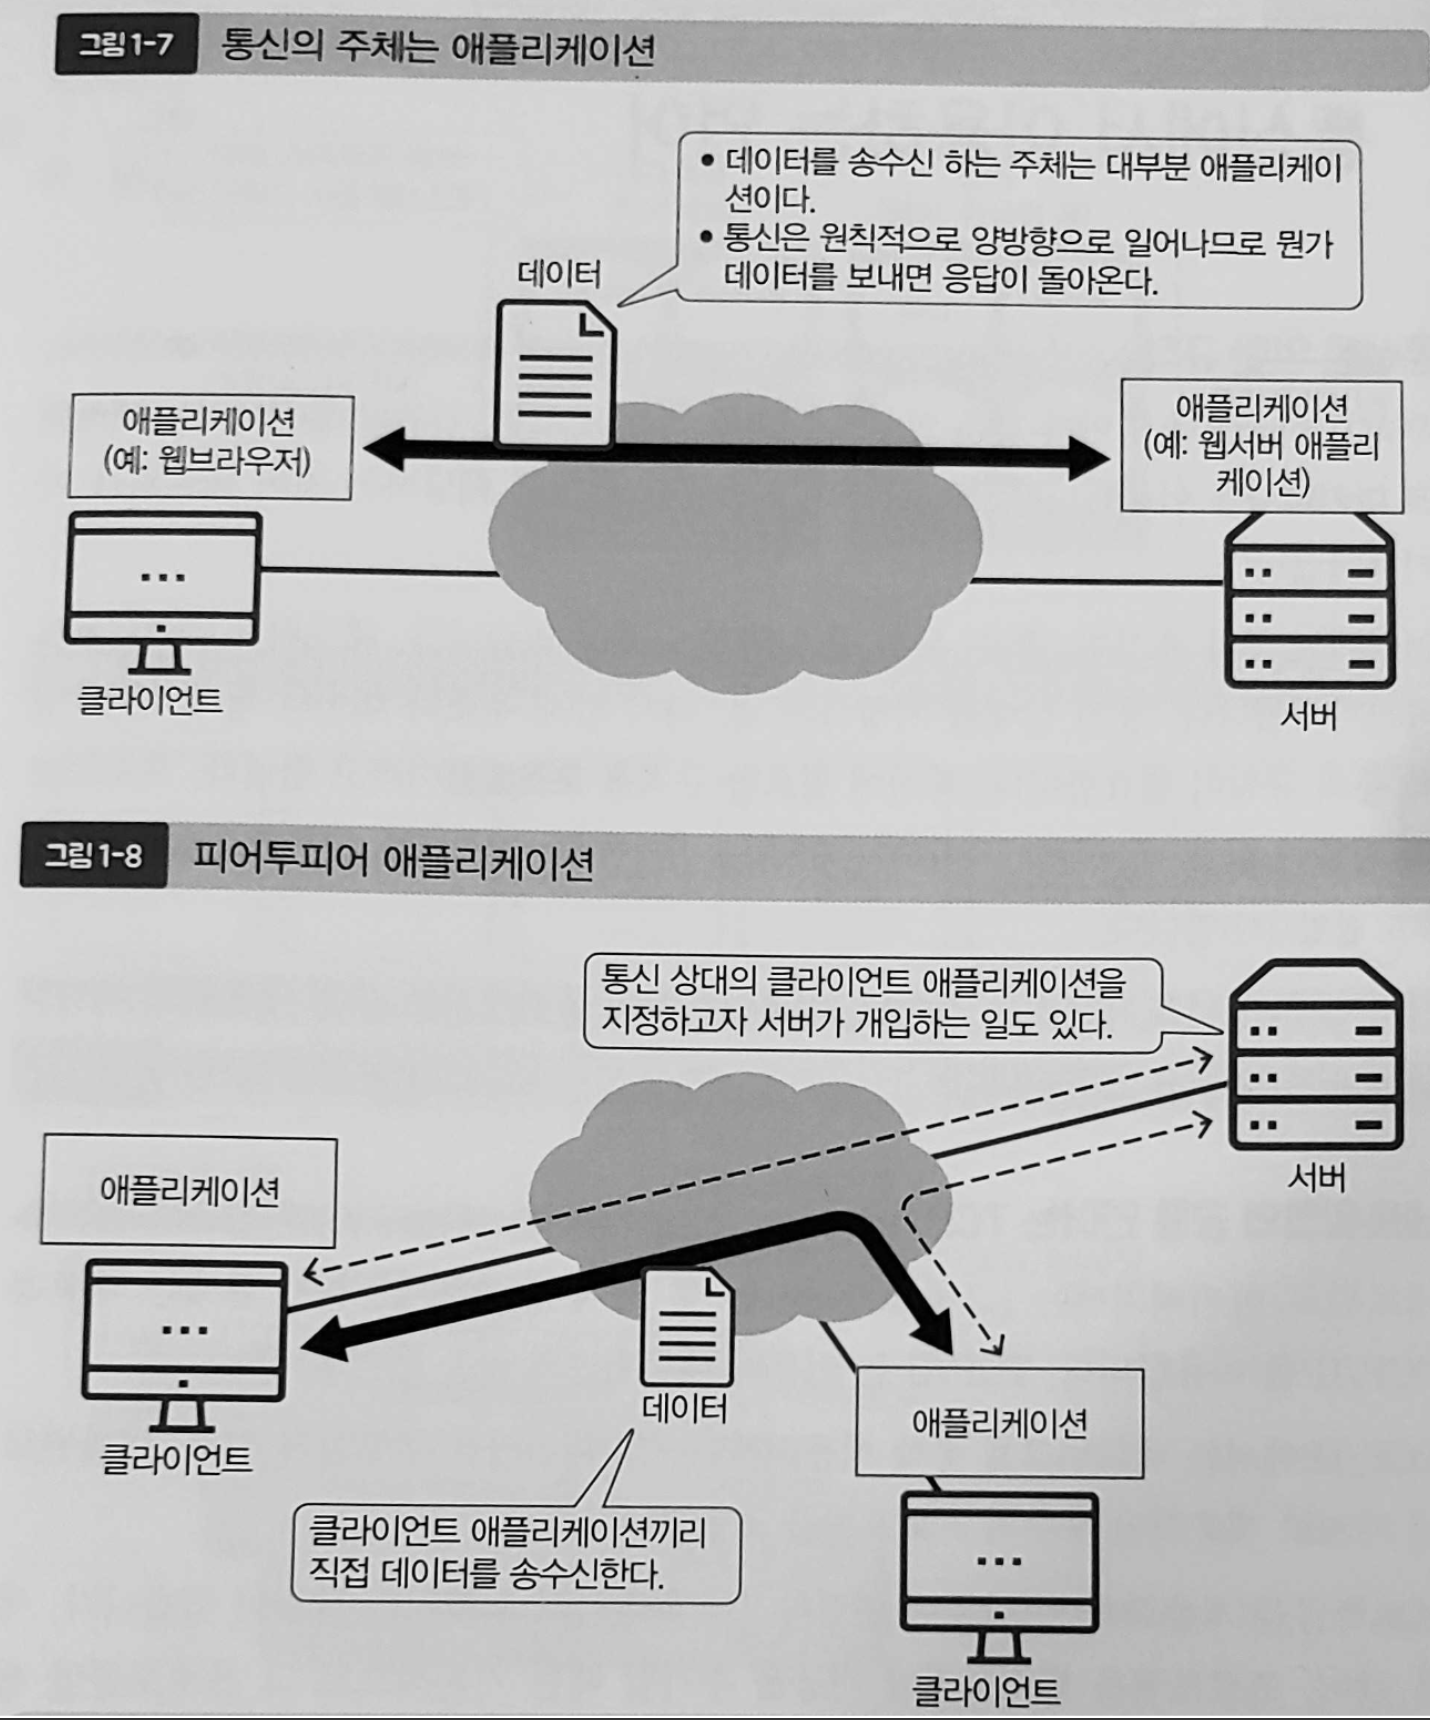 그림 1-7 통신의 주체는 애플리케이션
• 데이터를 송수신 하는 주체는 대부분 애플리케이
션이다.
• 통신은 원칙적으로 양방향으로 일어나므로 뭔가
데이터를 보내면 응답이 돌아온다.
데이터
애플리케이션
(예: 웹브라우저)
애플리케이션
(예: 웹서버 애플리
케이션)
클라이언트
서버
그림 1-8 피어투피어 애플리케이션
통신 상대의 클라이언트 애플리케이션을
지정하고자 서버가 개입하는 일도 있다.
애플리케이션
서버
클라이언트
데이터
애플리케이션
클라이언트 애플리케이션끼리
직접 데이터를 송수신한다.
클라이언트